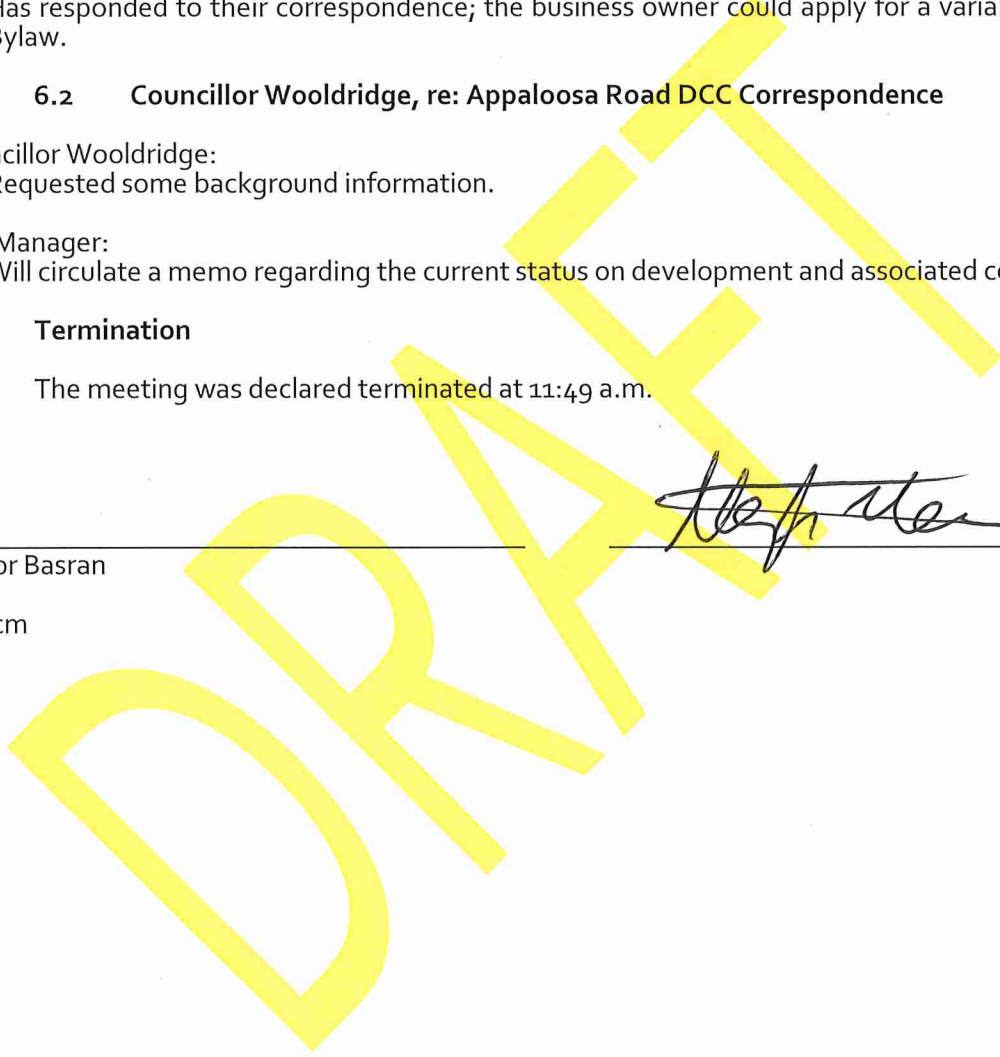 Has responded to their correspondence; the business owner could apply for a varia
Bylaw.
6.2 Councillor Wooldridge, re: Appaloosa Road DCC Correspondence
cillor Wooldridge:
Requested some background information.
Manager:
Will circulate a memo regarding the current status on development and associated c
Termination
The meeting was declared terminated at 11:49 a.m.
or Basran
cm
DRAFT